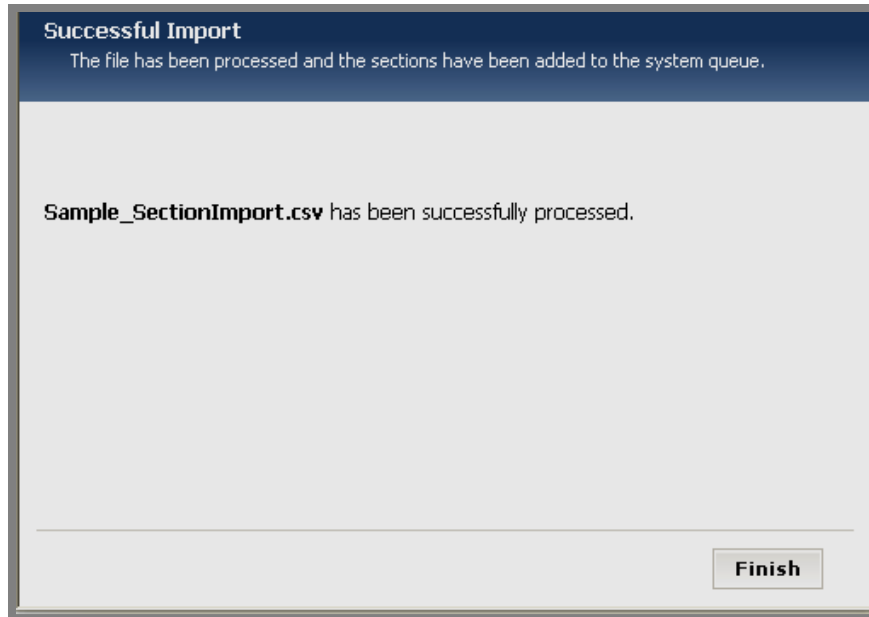 Successful Import
The file has been processed and the sections have been added to the system queue.
Sample_SectionImport.csv has been successfully processed.
Finish